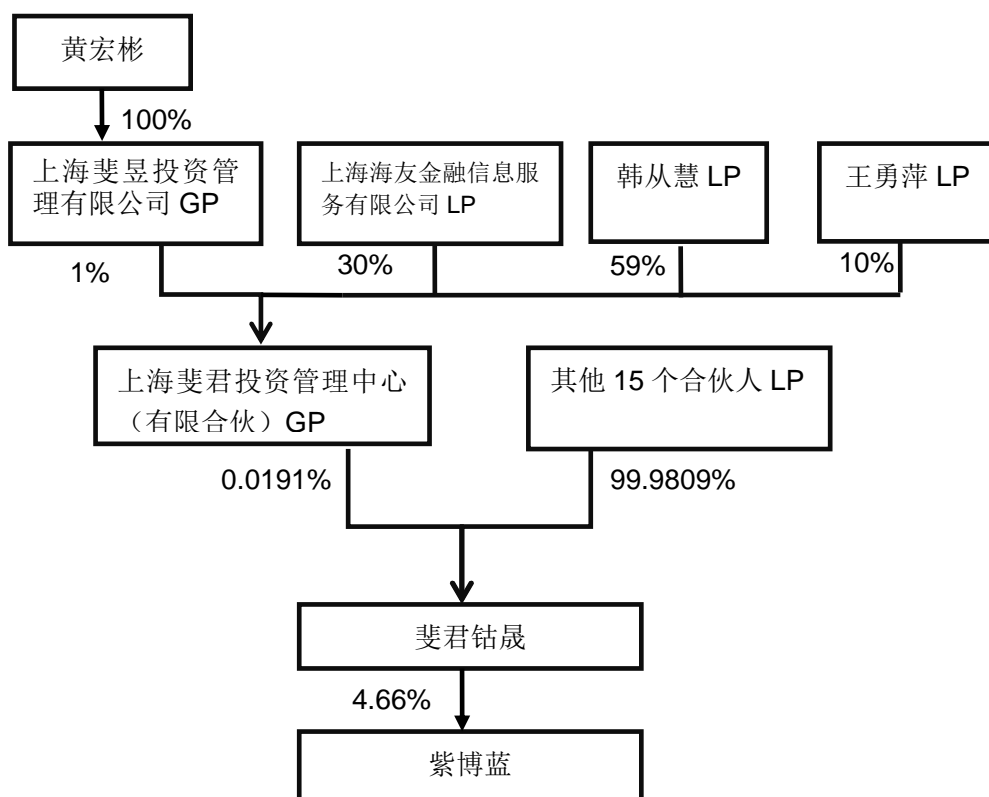 黄宏彬
100%
上海斐昱投资管
理有限公司 GP
上海海友金融信息服
务有限公司 LP
韩从慧 LP
王勇萍 LP
1%
30%
59%
10%
上海斐君投资管理中心
（有限合伙）GP
其他 15 个合伙人 LP
0.0191%
99.9809%
斐君钴晟
4.66%
紫博蓝